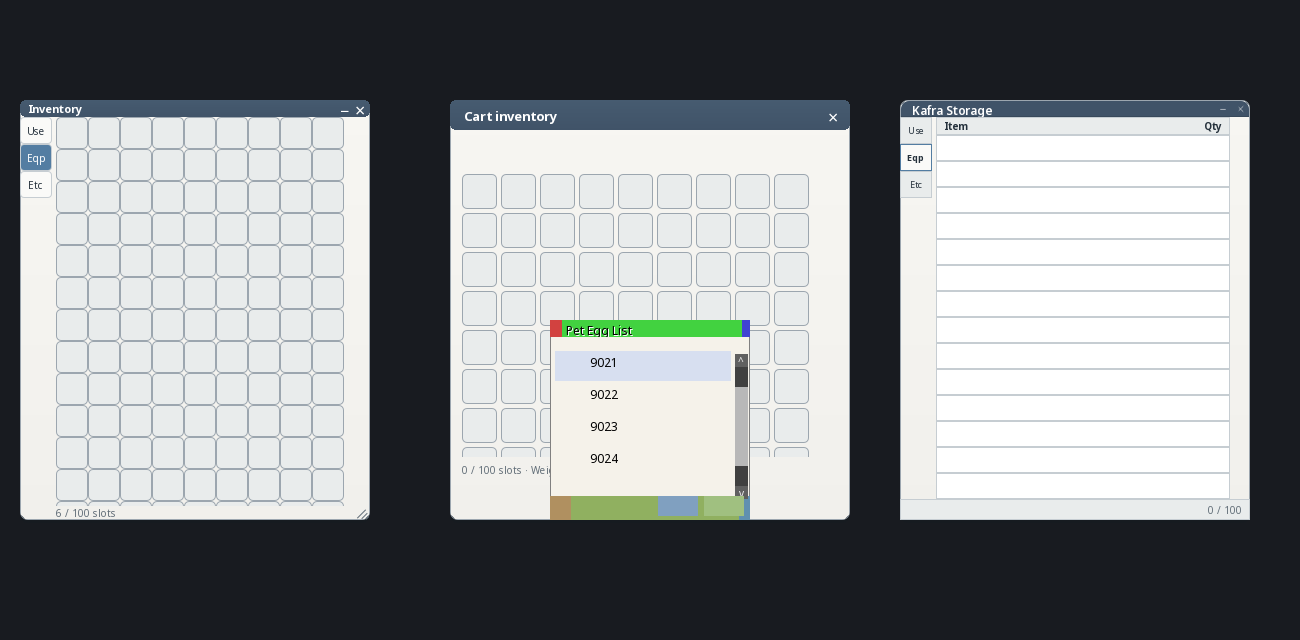 Inventory
Use
Eqp
Etc
6 / 100 slots
Cart inventory
0 / 100 slots ·
Pet Egg List
9021
9022
9023
9024
Kafra Storage
Use
Eqp
Etc
Item Qty
0 / 100